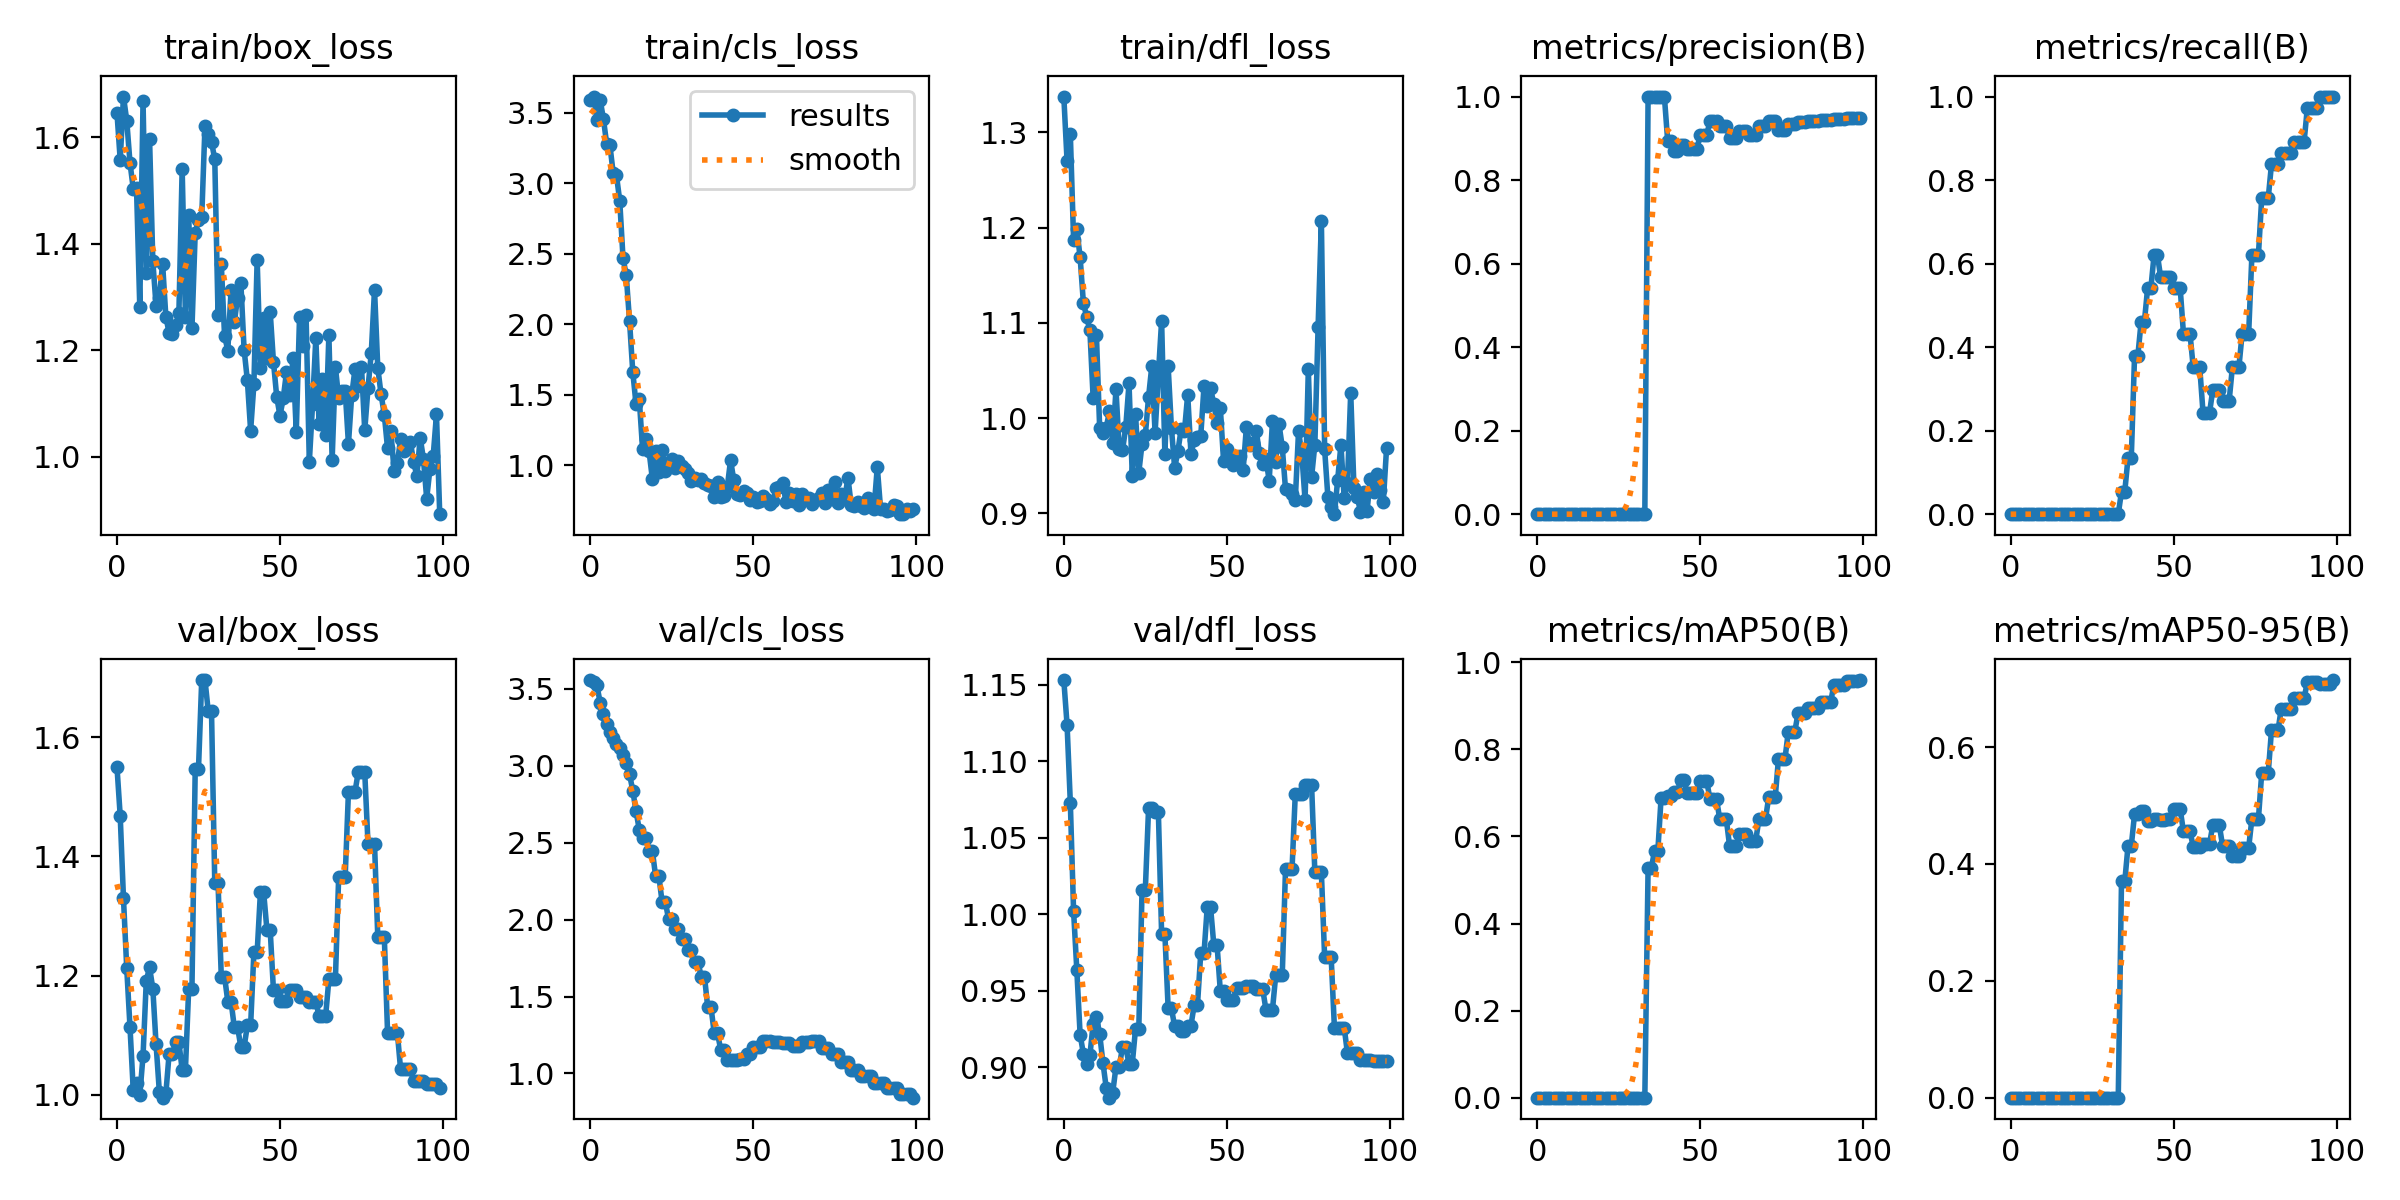 train/box_loss
1.6
1.4
1.2
1.0
0 50 100
train/cls_loss
results
smooth
3.5
3.0
2.5
2.0
1.5
1.0
0 50 100
train/dfl_loss
1.3
1.2
1.1
1.0
0.9
0 50 100
metrics/precision(B)
1.0
0.8
0.6
0.4
0.2
0.0
0 50 100
metrics/recall(B)
1.0
0.8
0.6
0.4
0.2
0.0
0 50 100
val/box_loss
1.6
1.4
1.2
1.0
0 50 100
val/cls_loss
3.5
3.0
2.5
2.0
1.5
1.0
0 50 100
val/dfl_loss
1.15
1.10
1.05
1.00
0.95
0.90
0 50 100
metrics/mAP50(B)
1.0
0.8
0.6
0.4
0.2
0.0
0 50 100
metrics/mAP50-95(B)
0.6
0.4
0.2
0.0
0 50 100